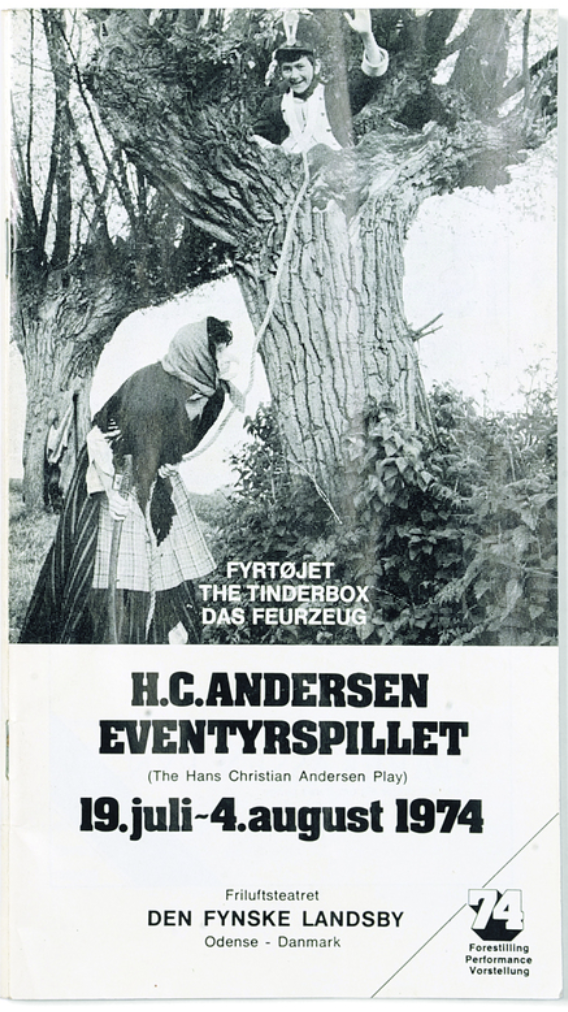 FYRTØJET
THE TINDERBOX
DAS FEURZEUG
H.C.ANDERSEN
EVENTYRSPILLET
(The Hans Christian Andersen Play)
19.juli~4.august 1974
Friluftsteatret
DEN FYNSKE LANDSBY
Odense - Danmark
74
Forestilling
Performance
Vorstellung